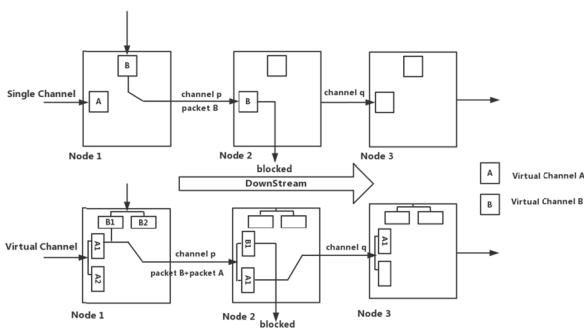 B
Single Channel
A
channel p
packet B
B
channel q
Node 1
Node 2
Node 3
blocked
DownStream
A
Virtual Channel A
B
Virtual Channel B
B1
B2
Virtual Channel
A1
A2
channel p
packet B+packet A
B1
A1
channel q
A1
Node 1
Node 2
Node 3
blocked